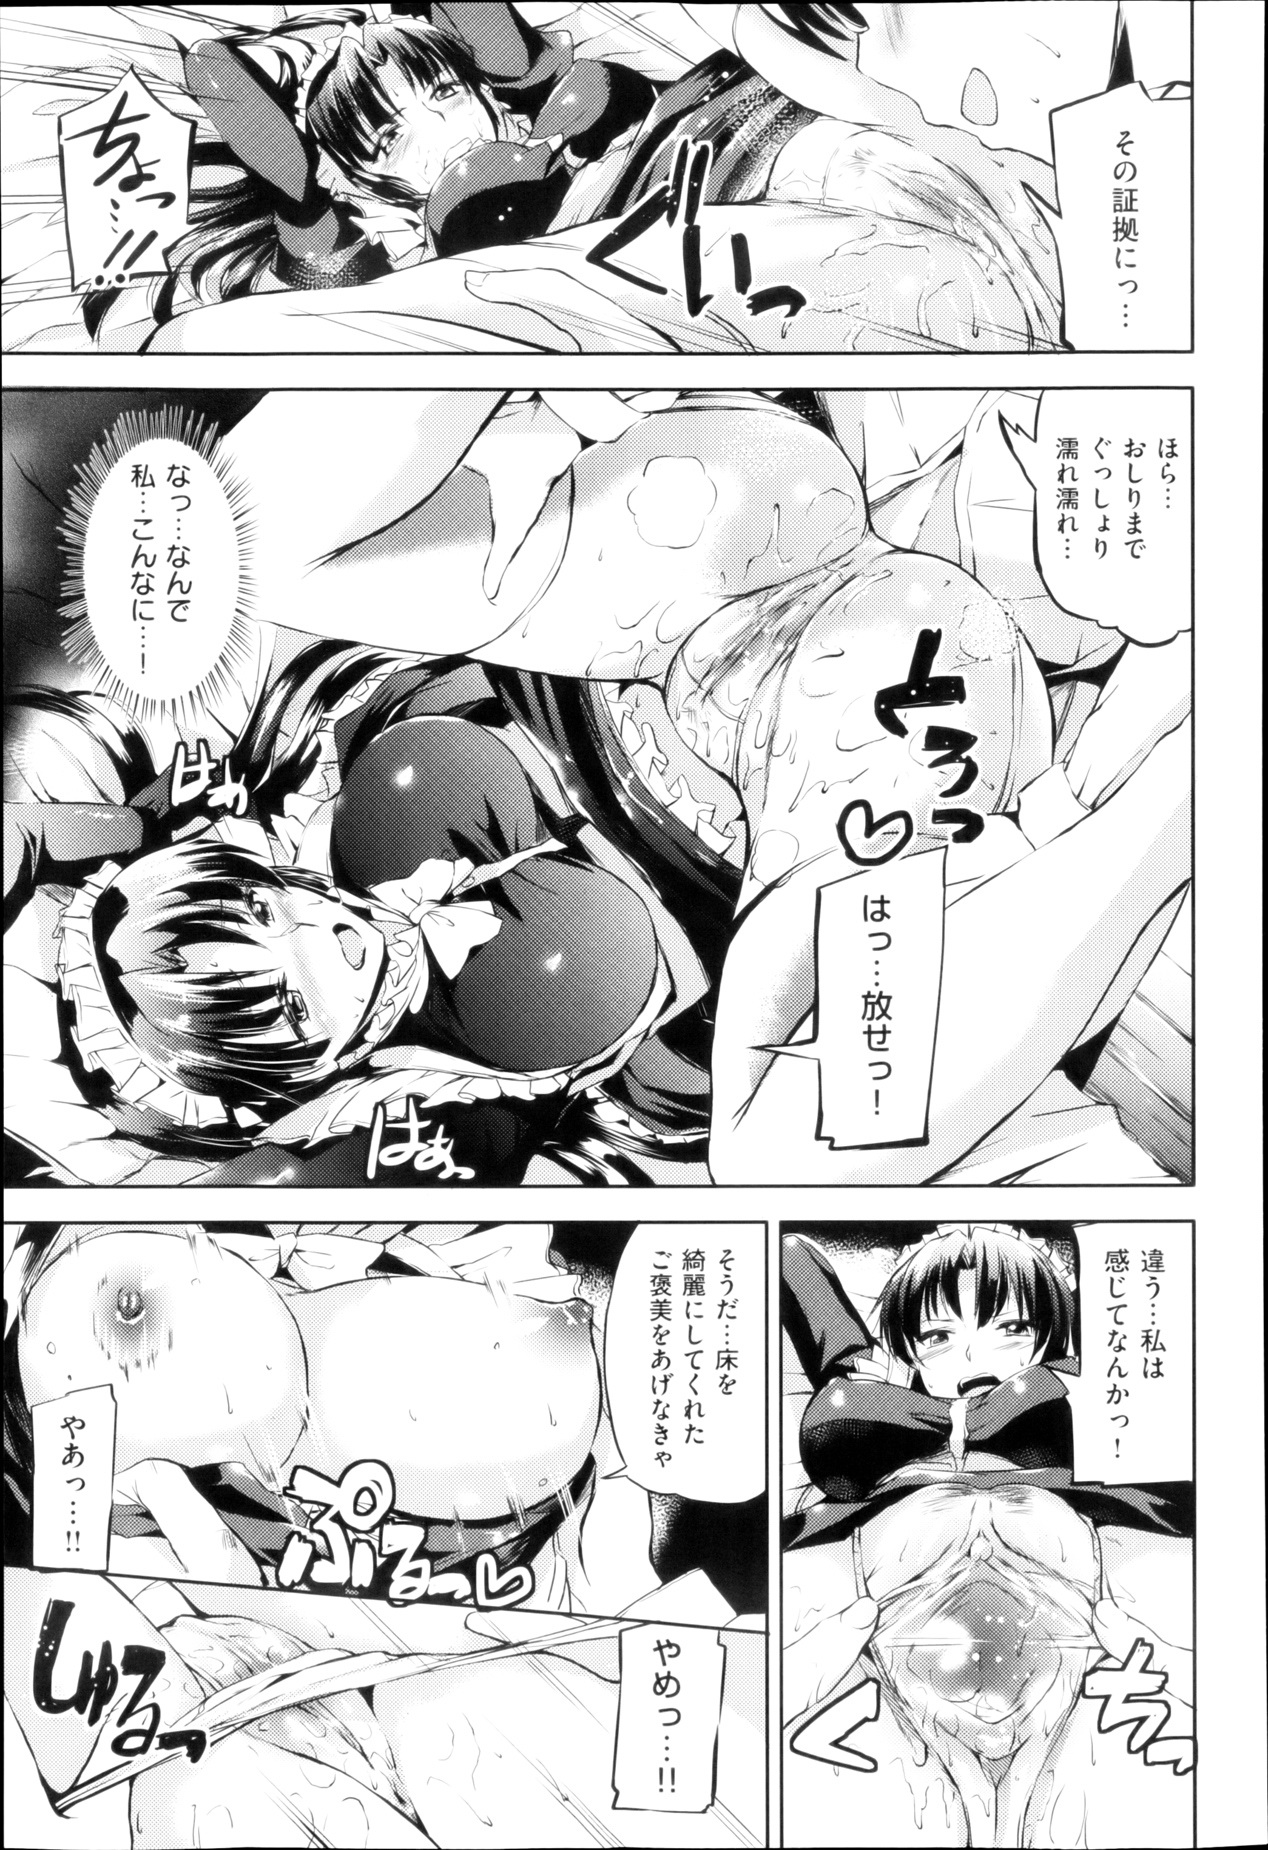 その証拠にっ…
ぐいっ
ちょっ…!!
ほら…
おしりまで
ぐっしょり
濡れ濡れ…
とろっ♡
なっ…なんで
私…こんなに…!
はぁ
はっ…放せっ!
はぁっ
違う…私は
感じてなんかっ!
くちっ
そうだ…床を
綺麗にしてくれた
ご褒美をあげなきゃ
ぷるっ♡
やあっ…!!
やめっ…!!
しゅるっ